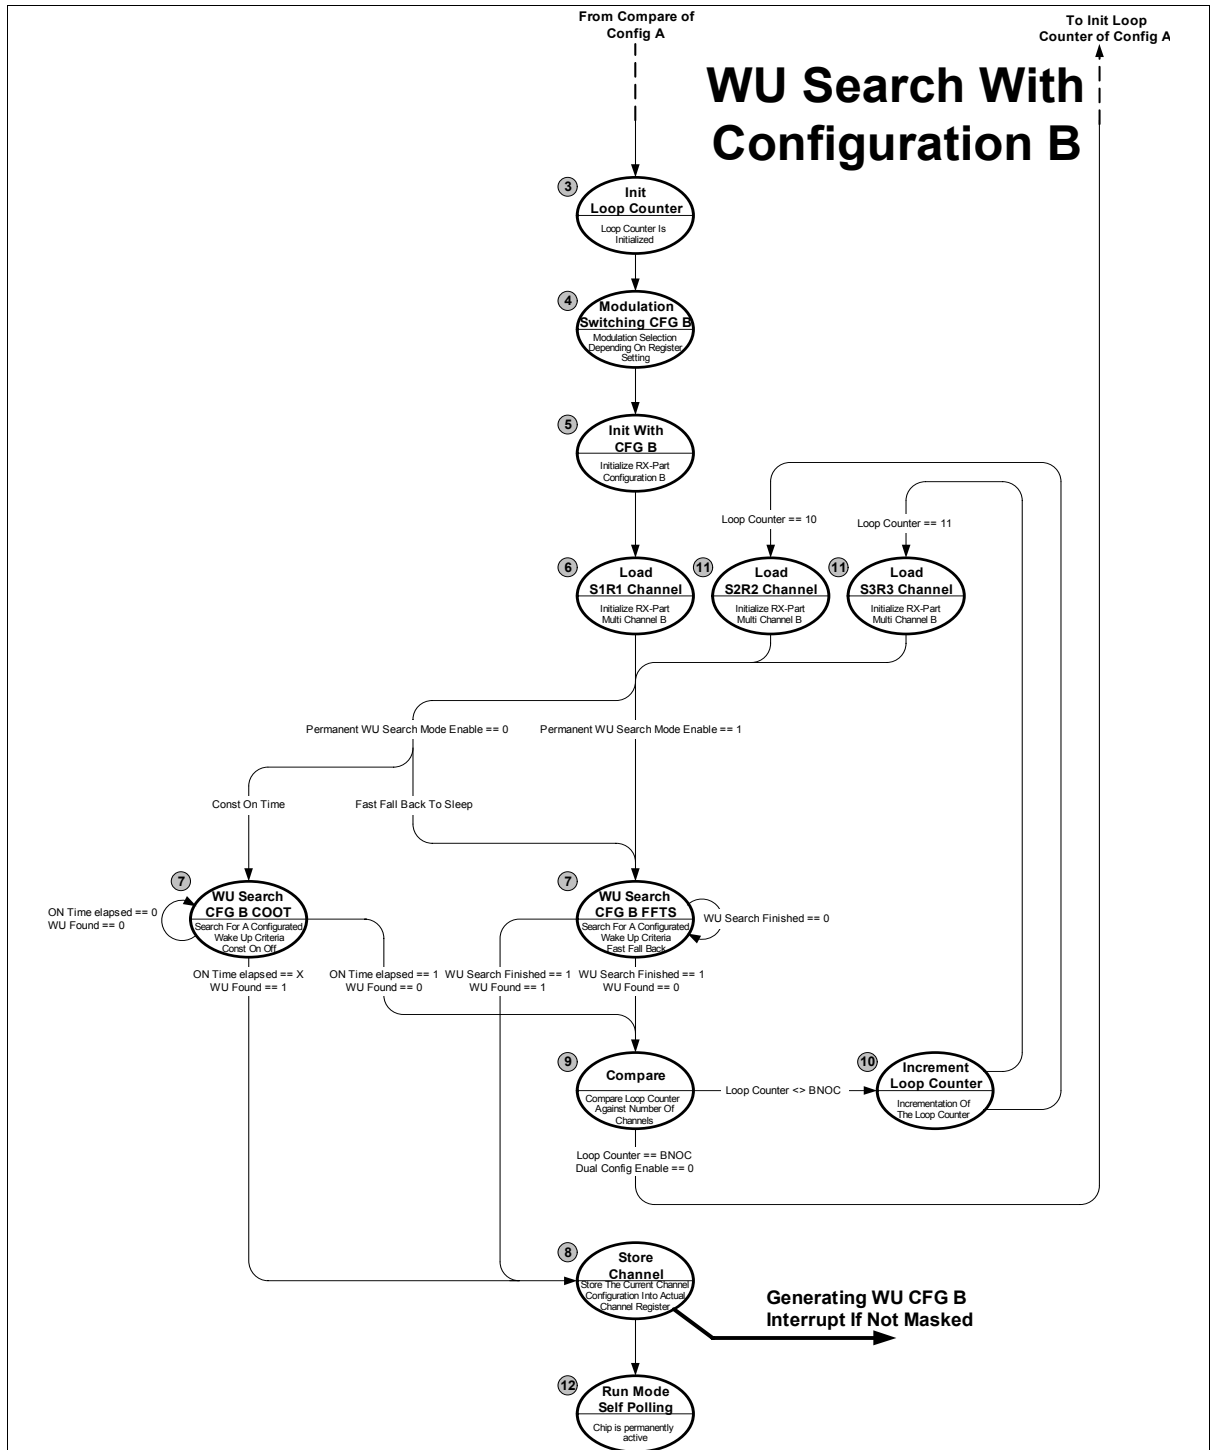 From Compare of
Config A
To Init Loop
Counter of Config A
WU Search With
Configuration B
3
Init
Loop Counter
Loop Counter Is
Initialized
4
Modulation
Switching CFG B
Modulation Selection
Depending On Register
Setting
5
Init With
CFG B
Initialize RX-Part
Configuration B
Loop Counter == 10
Loop Counter == 11
6
Load
S1R1 Channel
Initialize RX-Part
Multi Channel B
11
Load
S2R2 Channel
Initialize RX-Part
Multi Channel B
11
Load
S3R3 Channel
Initialize RX-Part
Multi Channel B
Permanent WU Search Mode Enable == 0
Permanent WU Search Mode Enable == 1
Const On Time
Fast Fall Back To Sleep
7
WU Search
CFG B COOT
Search For A Configurated
Wake Up Criteria
Const On Off
ON Time elapsed == 0
WU Found == 0
7
WU Search
CFG B FFTS
Search For A Configurated
Wake Up Criteria
Fast Fall Back
WU Search Finished == 0
ON Time elapsed == X
WU Found == 1
ON Time elapsed == 1
WU Found == 0
WU Search Finished == 1
WU Found == 1
WU Search Finished == 1
WU Found == 0
9
Compare
Compare Loop Counter
Against Number Of
Channels
Loop Counter <> BNOC
10
Increment
Loop Counter
Incrementation Of
The Loop Counter
Loop Counter == BNOC
Dual Config Enable == 0
8
Store
Channel
Store The Current Channel
Configuration Into Actual
Channel Register
Generating WU CFG B
Interrupt If Not Masked
12
Run Mode
Self Polling
Chip is permanently
active